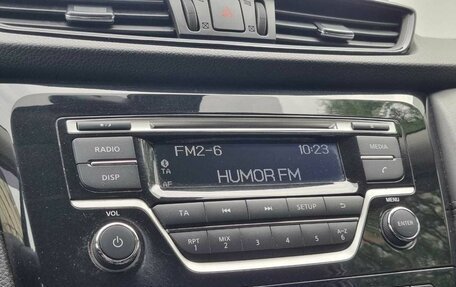 RADIO
DISP
FM2-6 10:23
TA
AF
HUMOR FM
MEDIA
VOL
MENU
TA SETUP
ENTER
RPT 1 MIX 2 3 4 5 A-Z 6